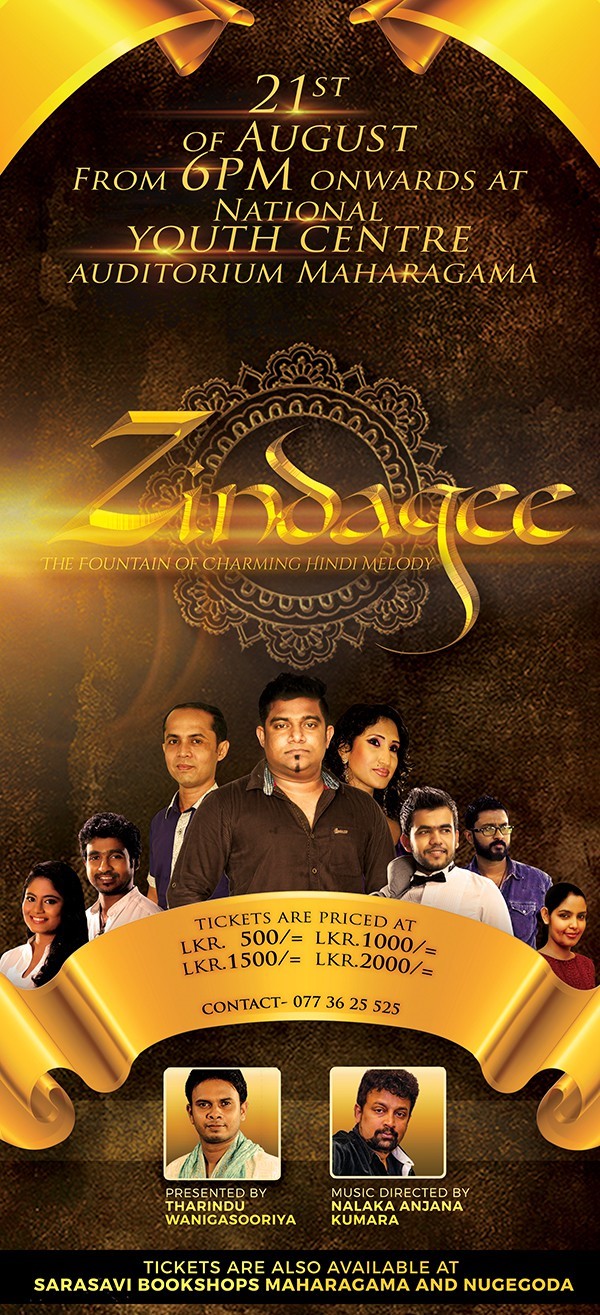 21ST
OF AUGUST
FROM 6PM ONWARDS AT
NATIONAL
YOUTH CENTRE
AUDITORIUM MAHARAGAMA
Zindagee
THE FOUNTAIN OF CHARMING HINDI MELODY
TICKETS ARE PRICED AT
LKR. 500/= LKR.1000/=
LKR.1500/= LKR.2000/=
CONTACT- 077 36 25 525
PRESENTED BY
THARINDU
WANIGASOORIYA
MUSIC DIRECTED BY
NALAKA ANJANA
KUMARA
TICKETS ARE ALSO AVAILABLE AT
SARASAVI BOOKSHOPS MAHARAGAMA AND NUGEGODA